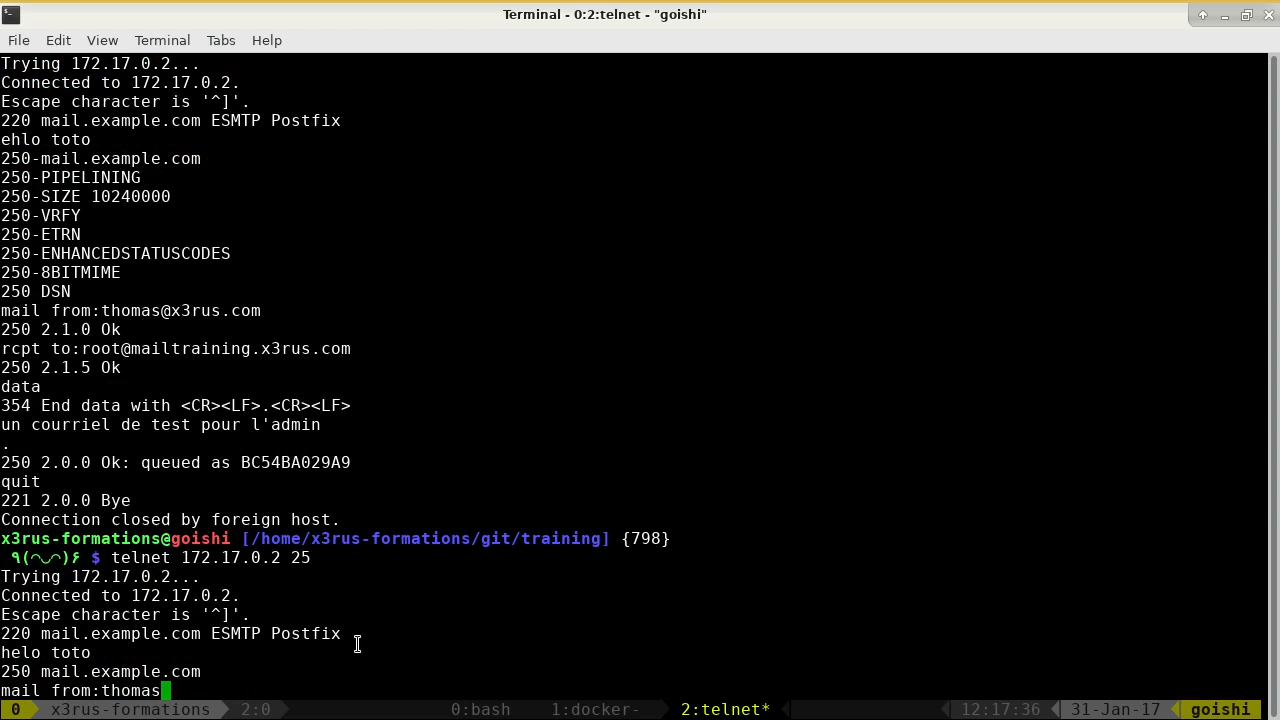 Terminal - 0:2:telnet - "goishi"
File Edit View Terminal Tabs Help
Trying 172.17.0.2...
Connected to 172.17.0.2.
Escape character is '^]'.
220 mail.example.com ESMTP Postfix
ehlo toto
250-mail.example.com
250-PIPELINING
250-SIZE 10240000
250-VRFY
250-ETRN
250-ENHANCEDSTATUSCODES
250-8BITMIME
250 DSN
mail from:thomas@x3rus.com
250 2.1.0 Ok
rcpt to:root@mailtraining.x3rus.com
250 2.1.5 Ok
data
354 End data with <CR><LF>.<CR><LF>
un courriel de test pour l'admin
.
250 2.0.0 Ok: queued as BC54BA029A9
quit
221 2.0.0 Bye
Connection closed by foreign host.
x3rus-formations@goishi [/home/x3rus-formations/git/training] {798}
٩(◠◡◠)۶ $ telnet 172.17.0.2 25
Trying 172.17.0.2...
Connected to 172.17.0.2.
Escape character is '^]'.
220 mail.example.com ESMTP Postfix
helo toto
250 mail.example.com
mail from:thomas
0 x3rus-formations 2:0 0:bash 1:docker- 2:telnet* 12:17:36 31-Jan-17 goishi